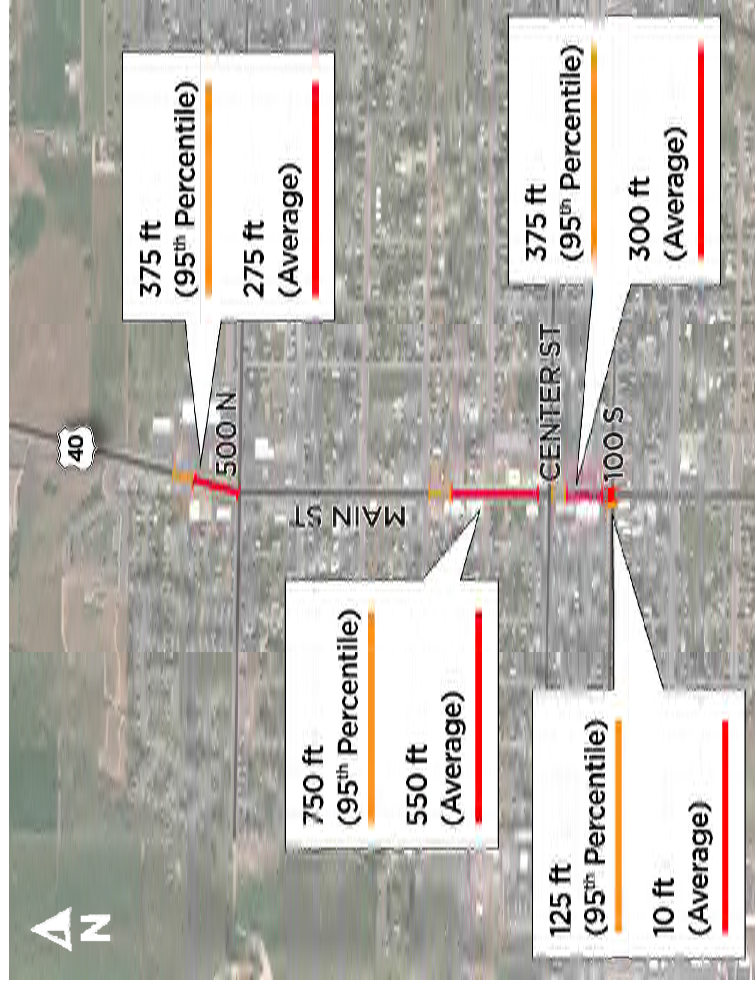 375 ft
(95th Percentile)
275 ft
(Average)
375 ft
(95th Percentile)
300 ft
(Average)
40
500 N
MAIN ST
CENTER ST
100 S
750 ft
(95th Percentile)
550 ft
(Average)
125 ft
(95th Percentile)
10 ft
(Average)
N